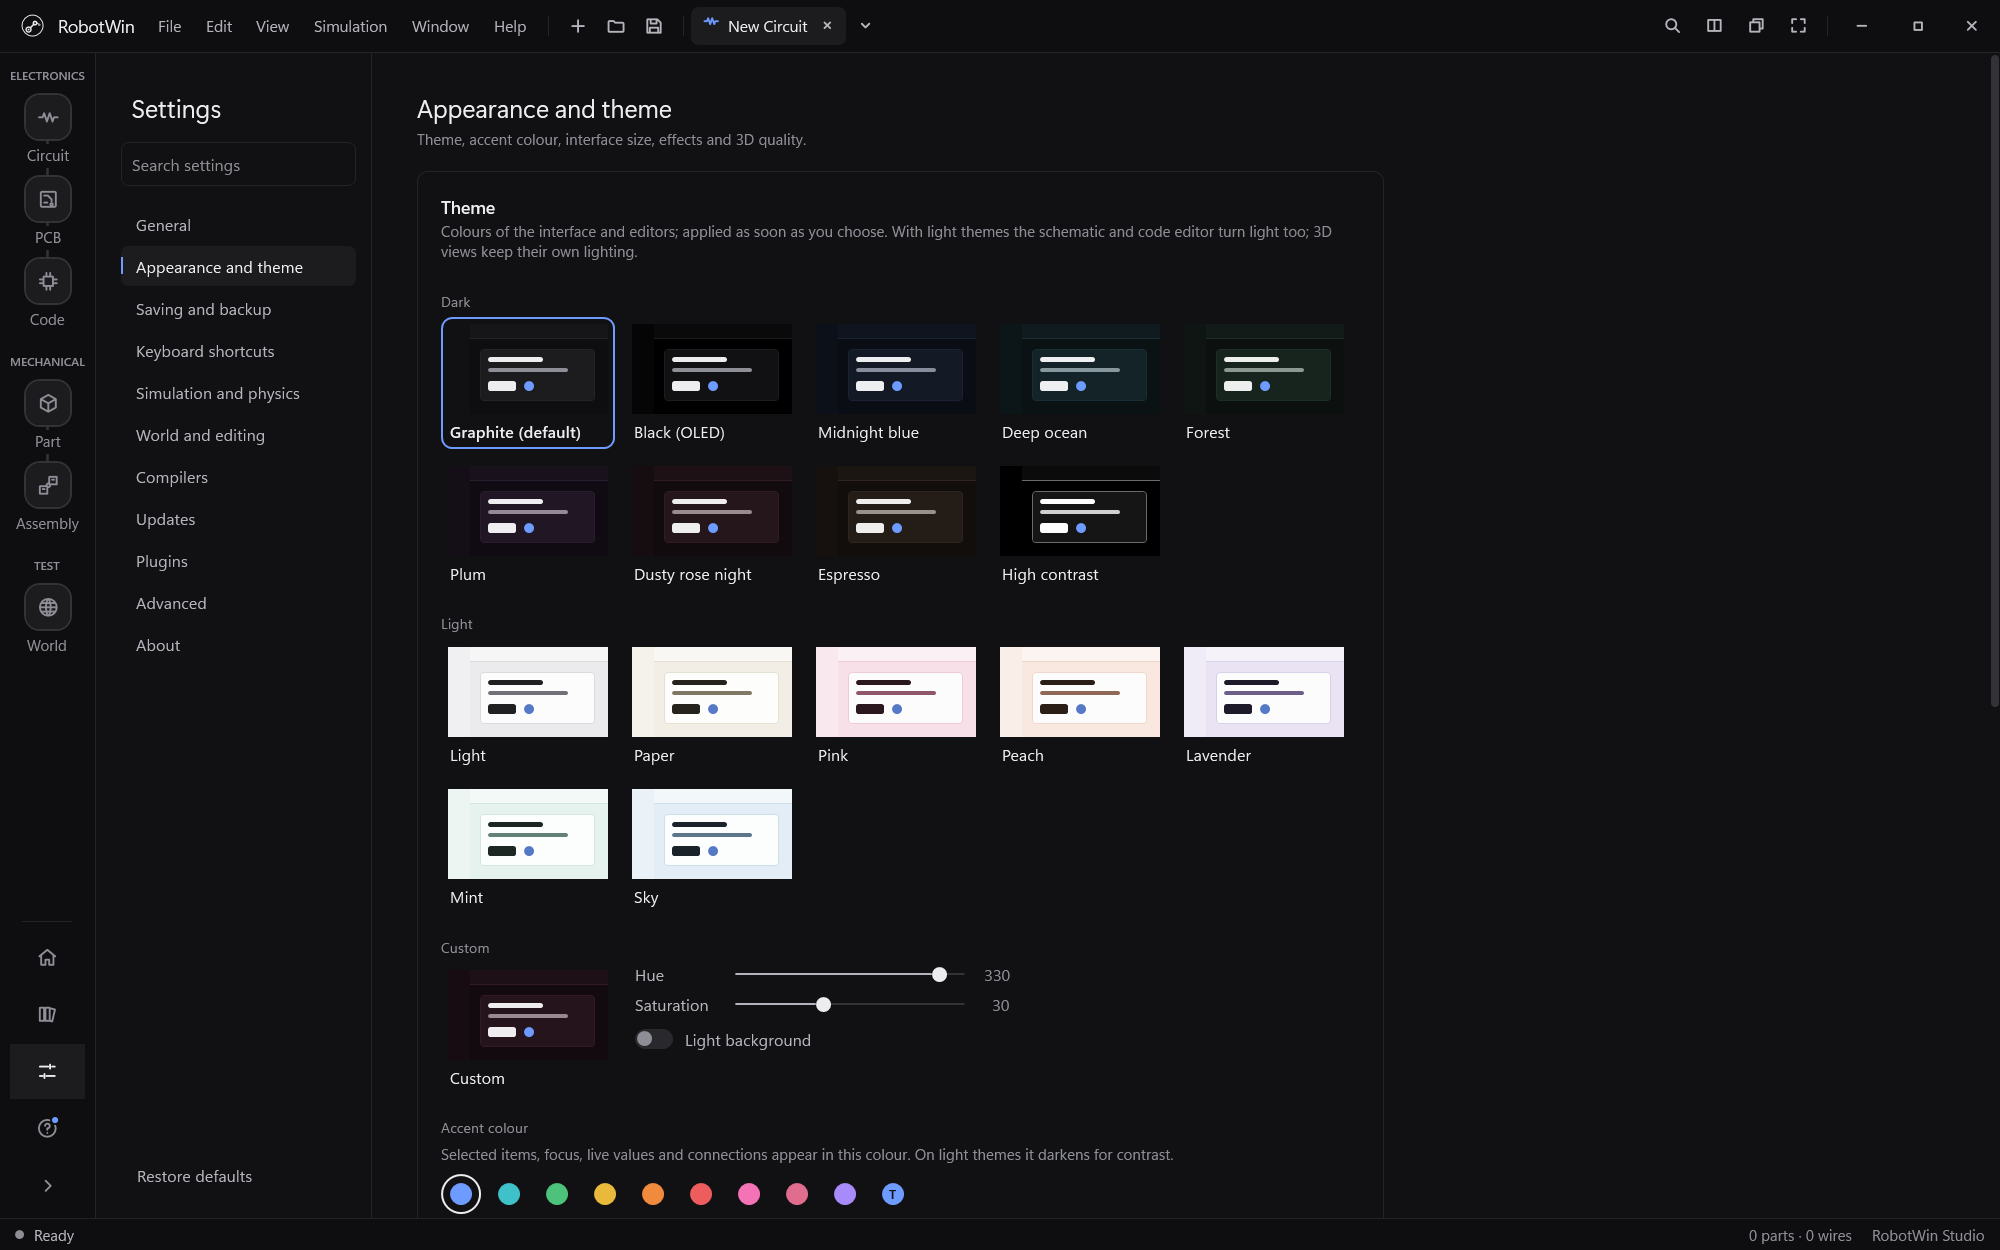 RobotWin File Edit View Simulation Window Help New Circuit
ELECTRONICS
Circuit
PCB
Code
MECHANICAL
Part
Assembly
TEST
World
Settings
Search settings
General
Appearance and theme
Saving and backup
Keyboard shortcuts
Simulation and physics
World and editing
Compilers
Updates
Plugins
Advanced
About
Restore defaults
Appearance and theme
Theme, accent colour, interface size, effects and 3D quality.
Theme
Colours of the interface and editors; applied as soon as you choose. With light themes the schematic and code editor turn light too; 3D
views keep their own lighting.
Dark
Graphite (default) Black (OLED) Midnight blue Deep ocean Forest
Plum Dusty rose night Espresso High contrast
Light
Light Paper Pink Peach Lavender
Mint Sky
Custom
Hue 330
Saturation 30
Light background
Custom
Accent colour
Selected items, focus, live values and connections appear in this colour. On light themes it darkens for contrast.
T
Ready 0 parts · 0 wires RobotWin Studio